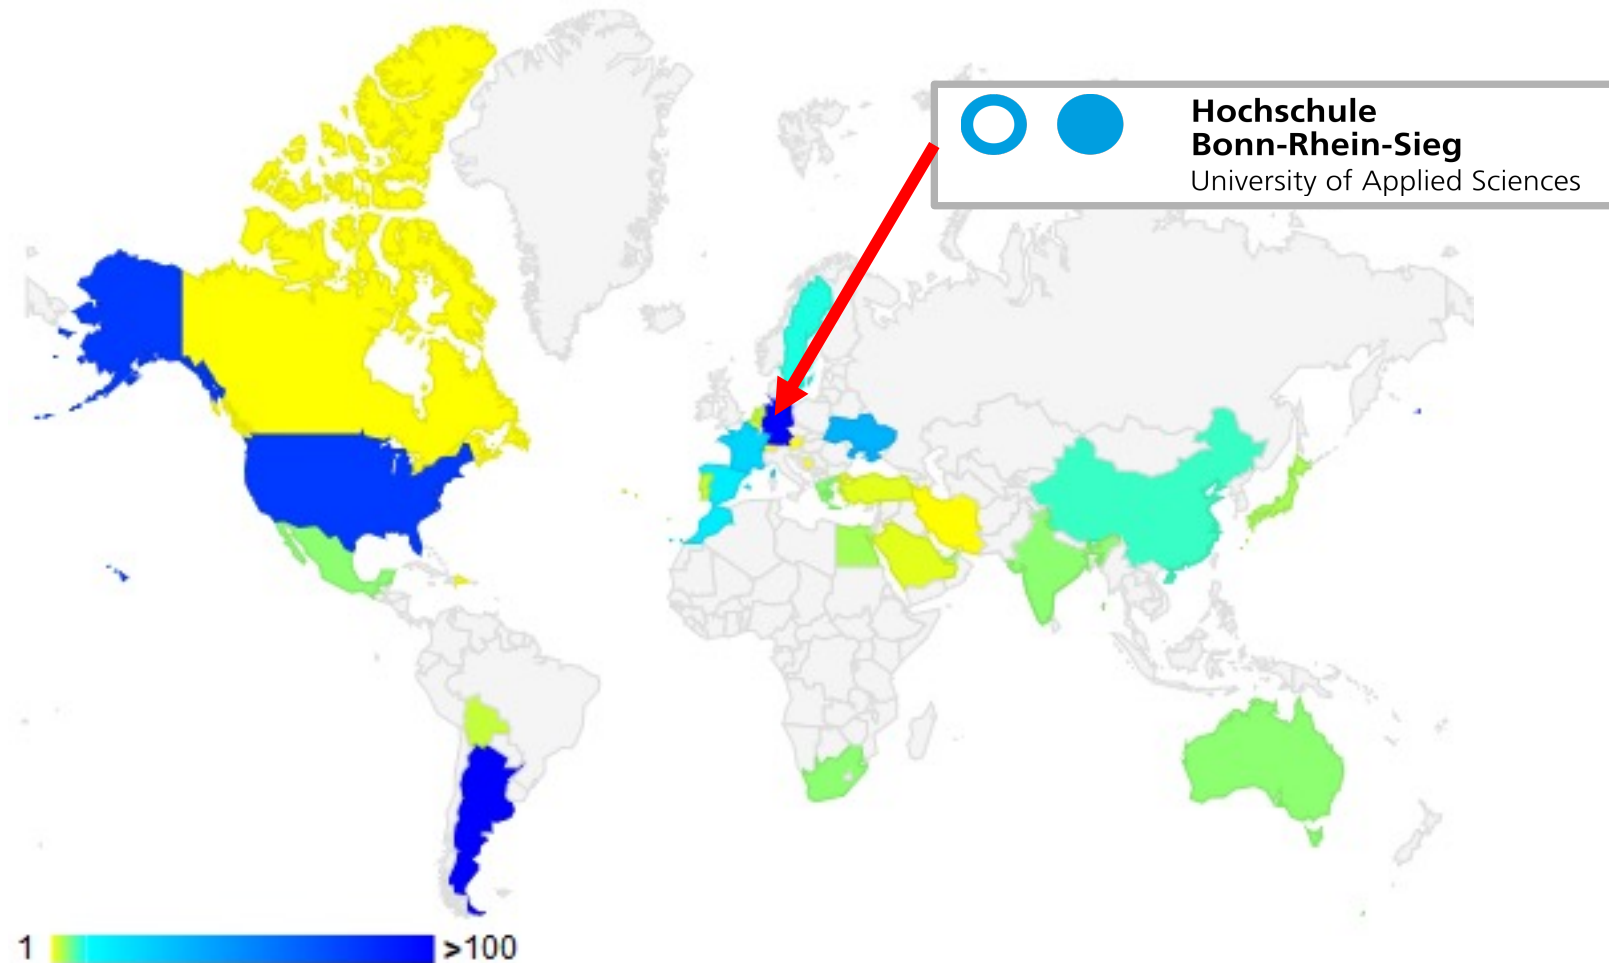 Hochschule
Bonn-Rhein-Sieg
University of Applied Sciences
1
>100